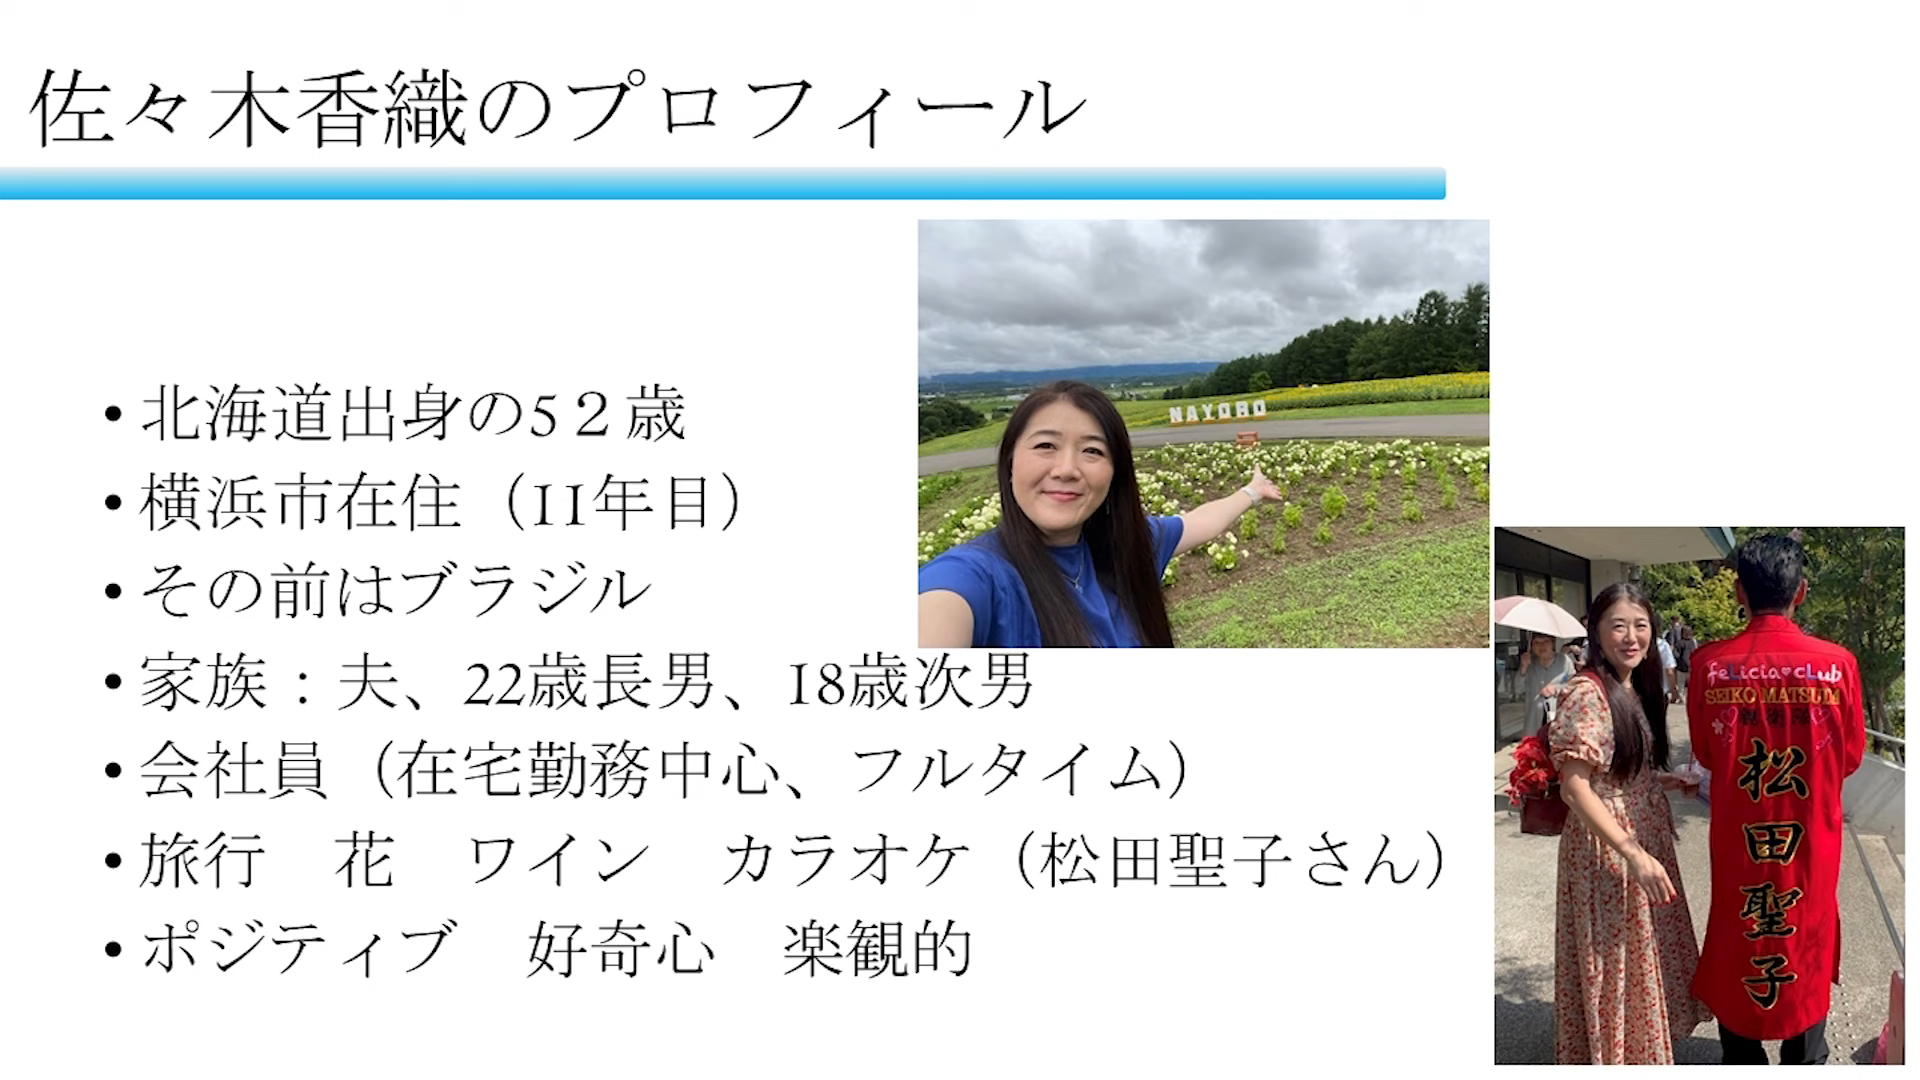 佐々木香織のプロフィール
• 北海道出身の5２歳
• 横浜市在住（11年目）
• その前はブラジル
• 家族：夫、22歳長男、18歳次男
• 会社員（在宅勤務中心、フルタイム）
• 旅行　花　ワイン　カラオケ（松田聖子さん）
• ポジティブ　好奇心　楽観的
NAYORO
feLicia♥cLub
SEIKO MATSUDA
松田聖子